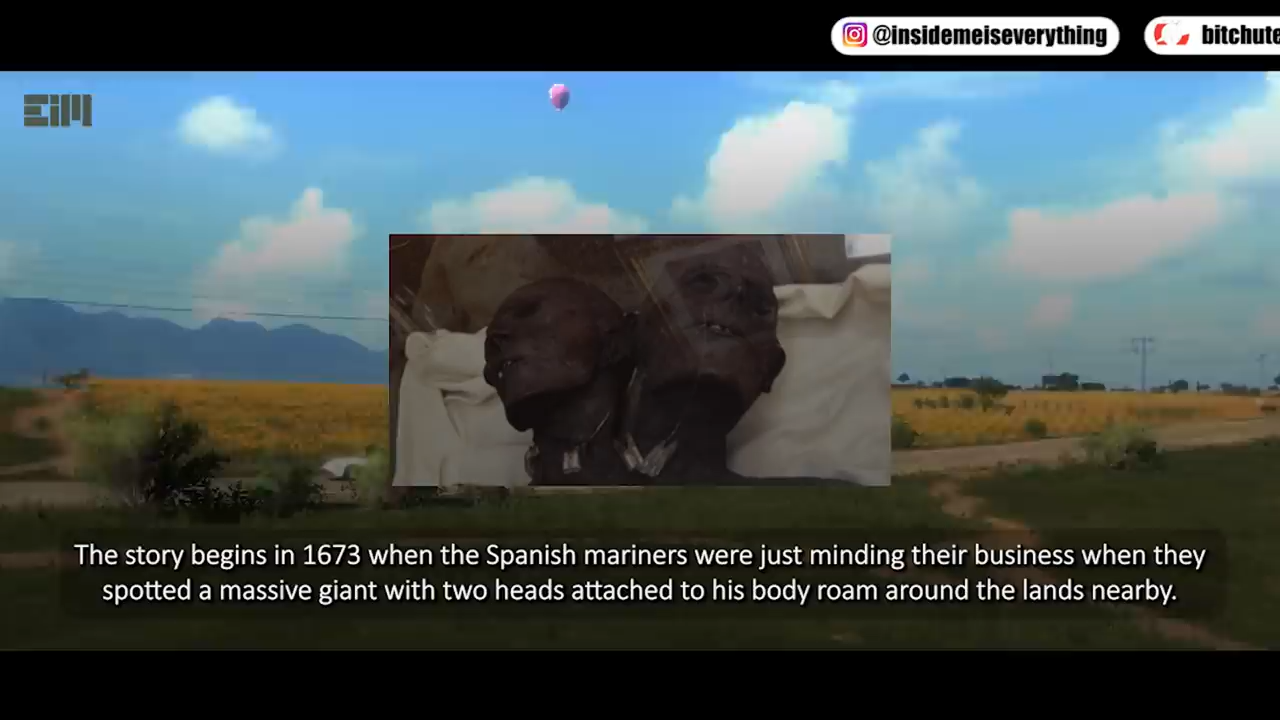 @insidemeiseverything
bitchute
EiM
The story begins in 1673 when the Spanish mariners were just minding their business when they
spotted a massive giant with two heads attached to his body roam around the lands nearby.